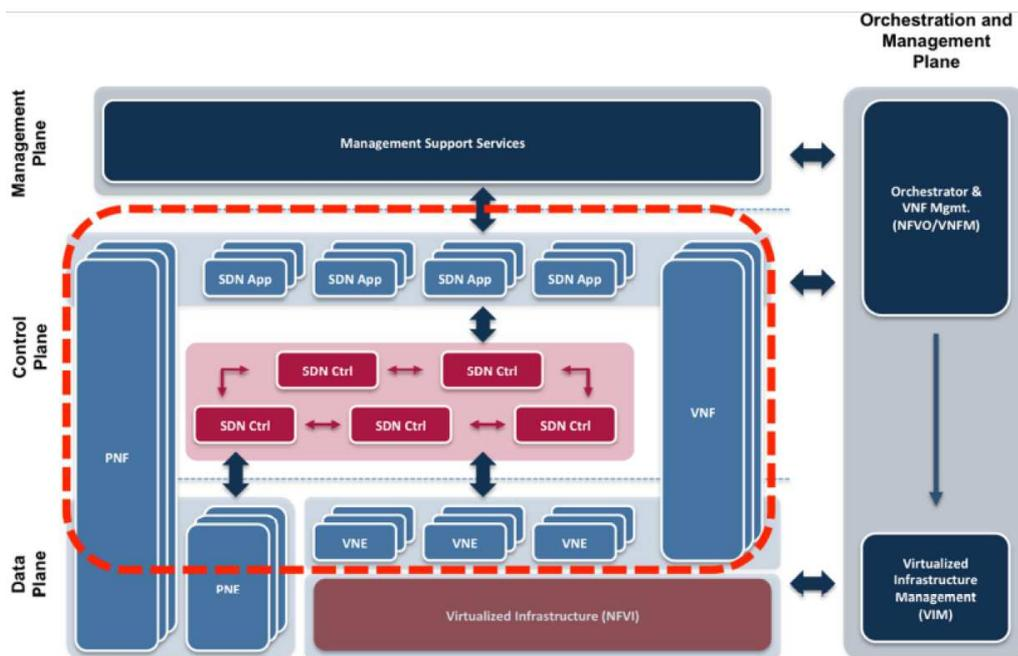 Orchestration and
Management
Plane
Management
Plane
Management Support Services
Orchestrator &
VNF Mgmt.
(NFVO/VNFM)
Control
Plane
SDN App
SDN App
SDN App
SDN App
SDN Ctrl
SDN Ctrl
SDN Ctrl
SDN Ctrl
SDN Ctrl
PNF
VNF
Data
Plane
PNE
VNE
VNE
VNE
Virtualized Infrastructure (NFVI)
Virtualized
Infrastructure
Management
(VIM)